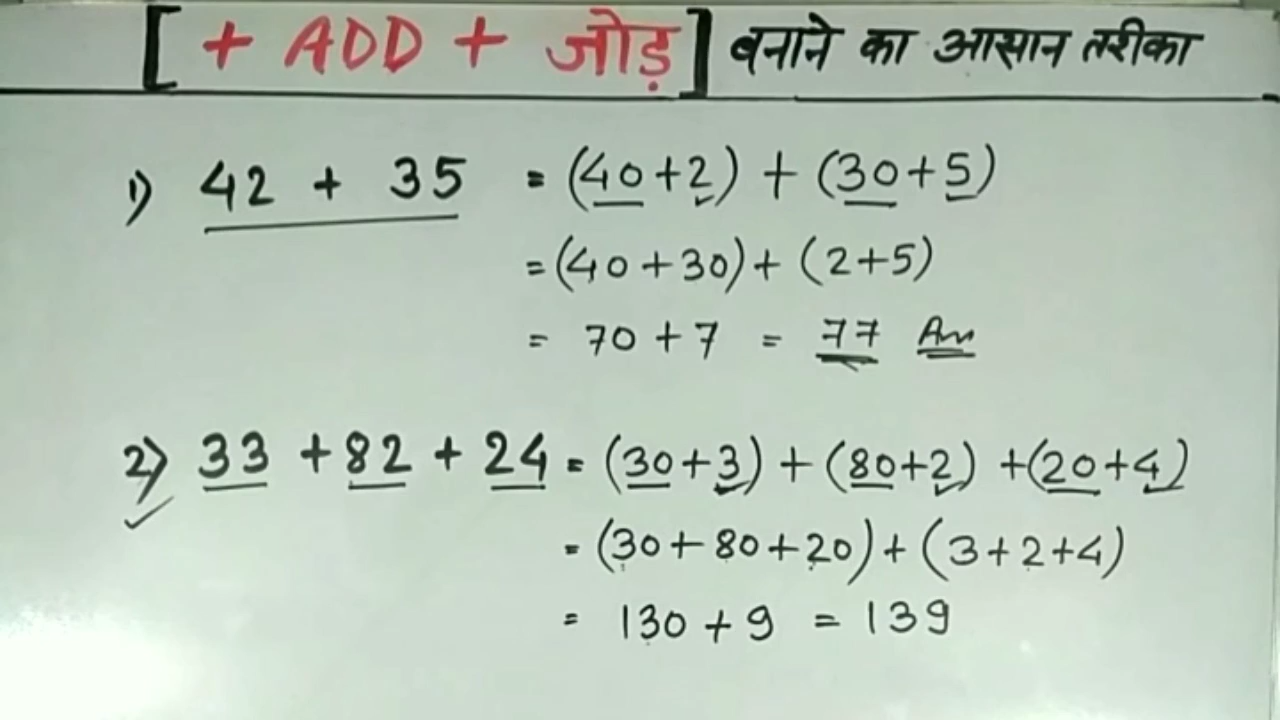 [ + ADD + जोड़ ] बनाने का आसान तरीका
1) 42 + 35 = (40+2) + (30+5)
= (40+30) + (2+5)
= 70 + 7 = 77 Ans
2) 33 + 82 + 24 = (30+3) + (80+2) + (20+4)
= (30+80+20) + (3+2+4)
= 130 + 9 = 139